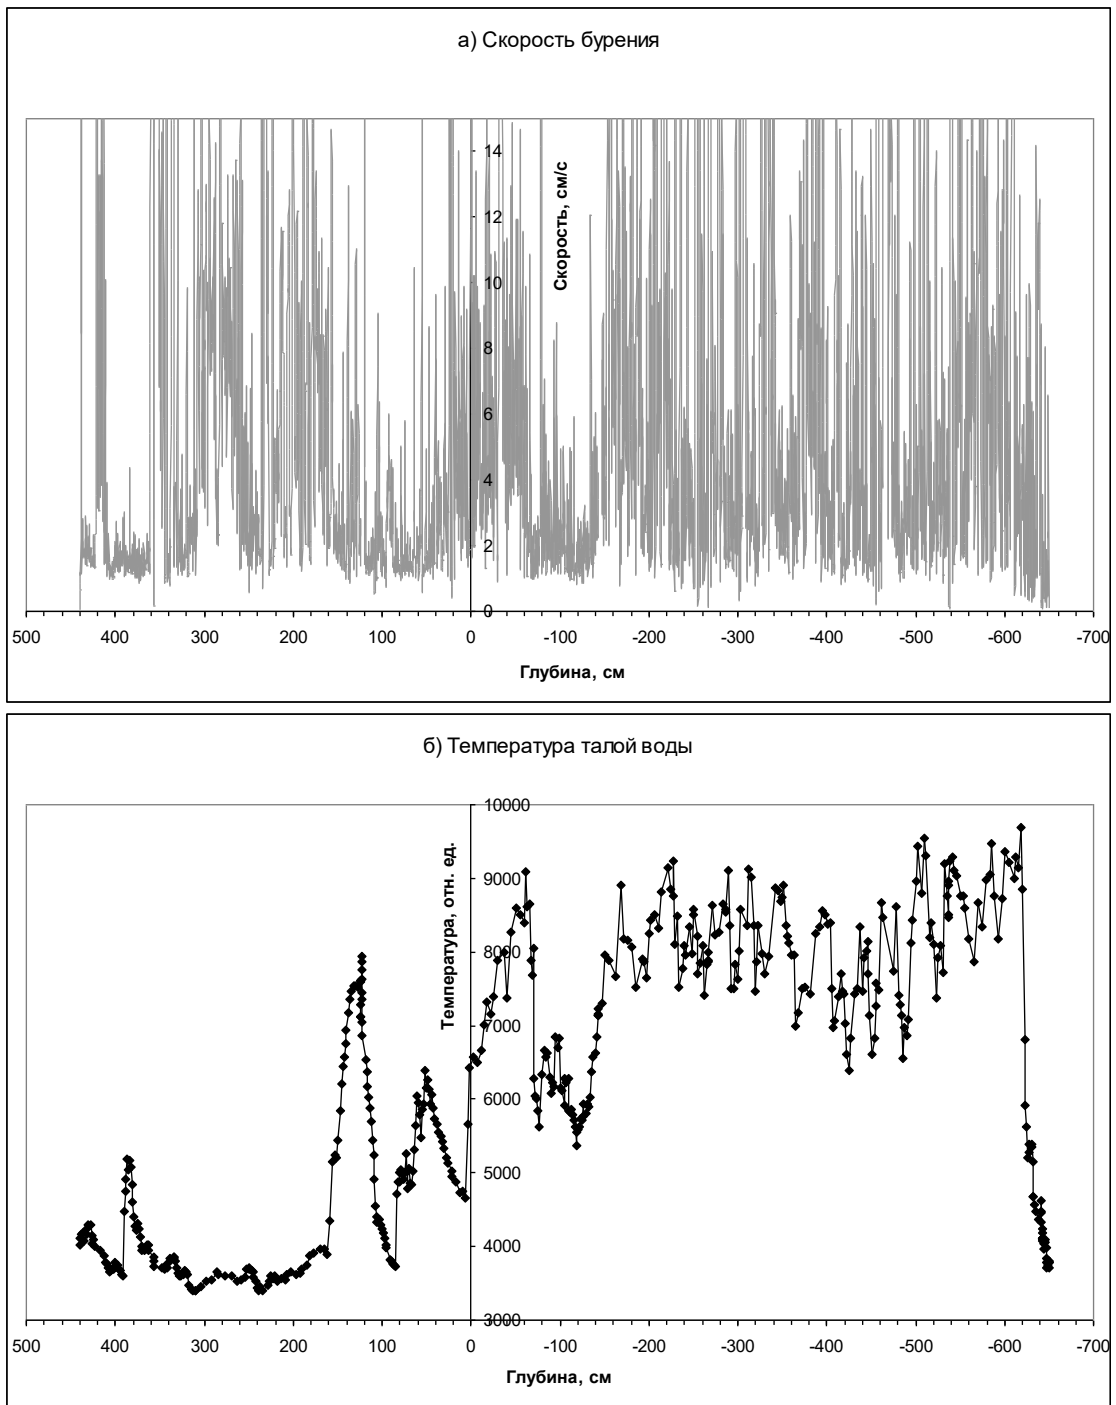 а) Скорость бурения
14
12
10
8
6
4
2
0
Скорость, см/с
500 400 300 200 100 0 -100 -200 -300 -400 -500 -600 -700
Глубина, см
б) Температура талой воды
10000
9000
8000
7000
6000
5000
4000
3000
Температура, отн. ед.
500 400 300 200 100 0 -100 -200 -300 -400 -500 -600 -700
Глубина, см